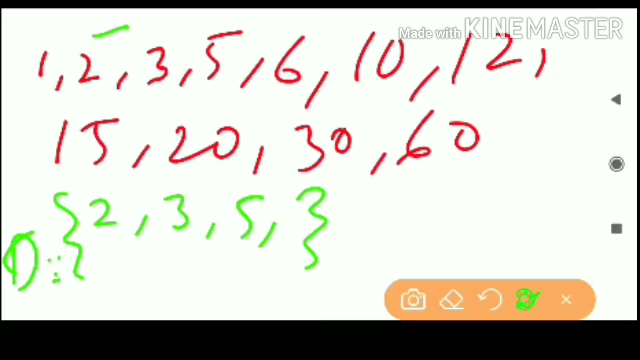 Made with KINEMASTER
1, 2, 3, 5, 6, 10, 12,
15, 20, 30, 60
D :: {2, 3, 5, }